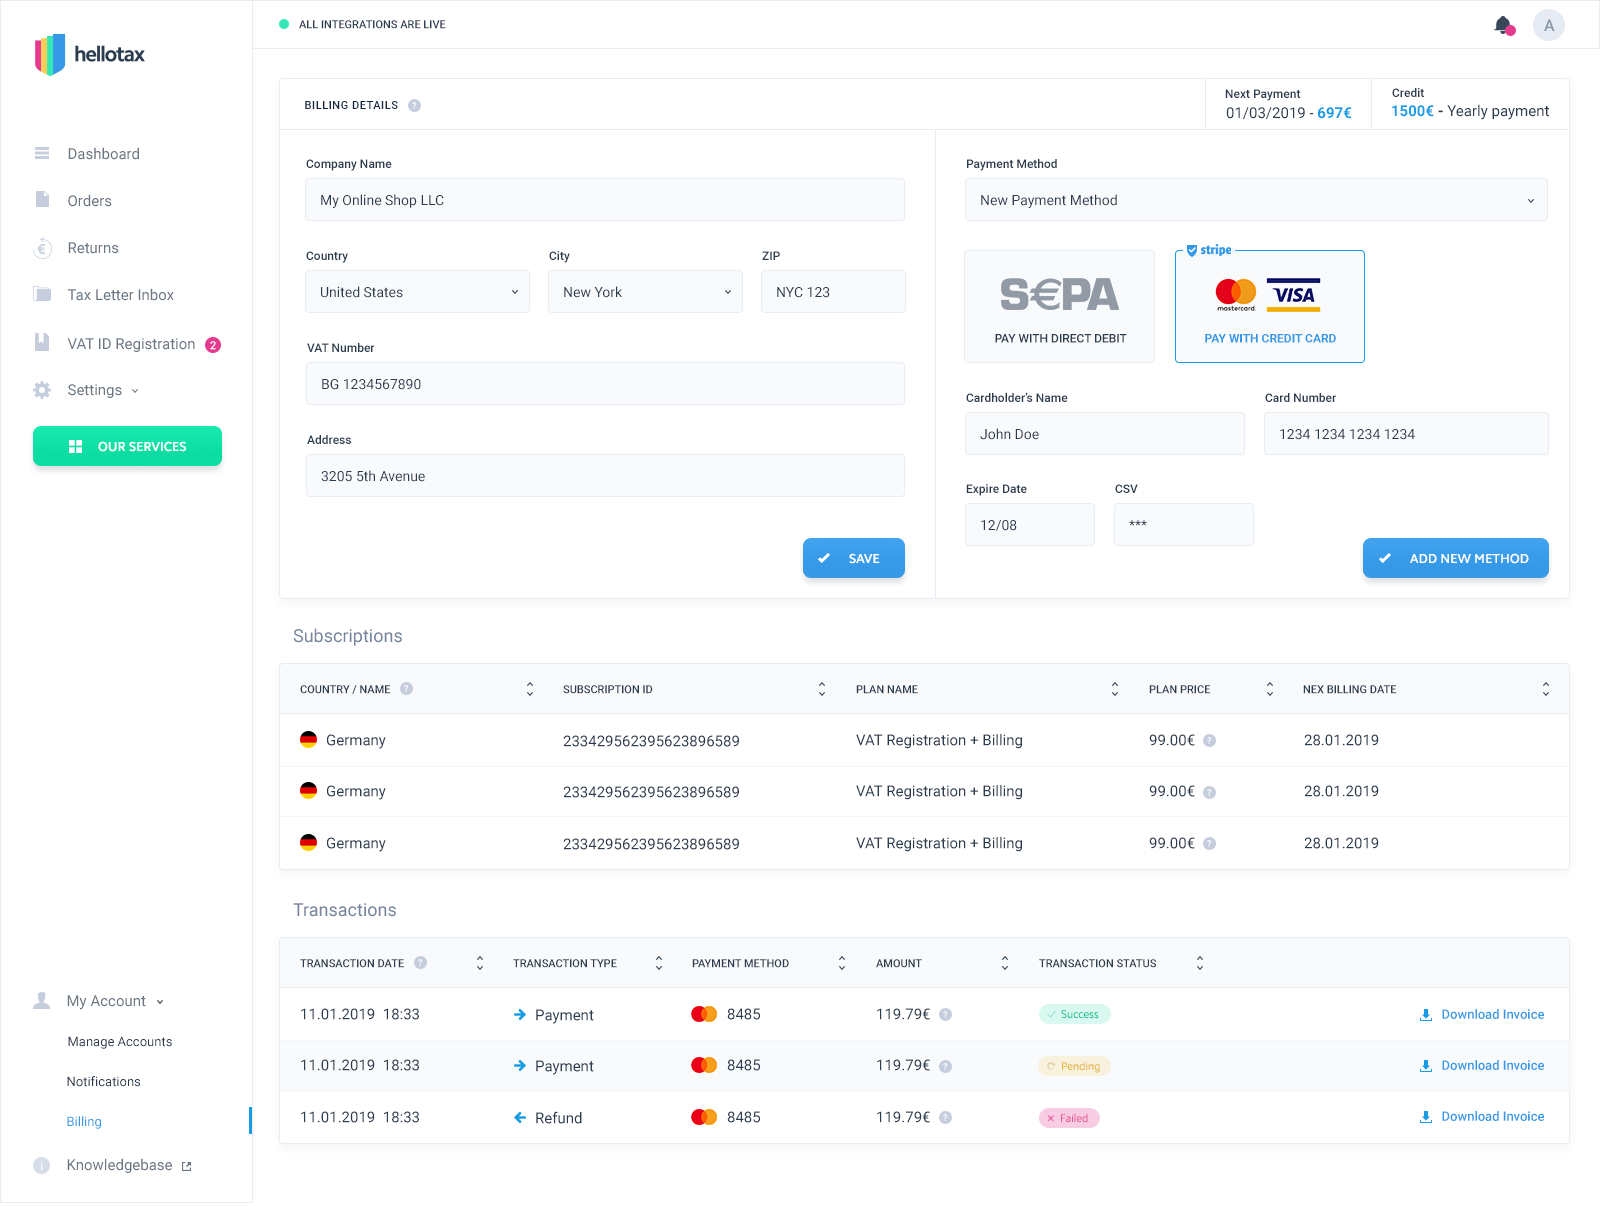 hellotax
ALL INTEGRATIONS ARE LIVE
A
Dashboard
Orders
Returns
Tax Letter Inbox
VAT ID Registration 2
Settings
OUR SERVICES
My Account
Manage Accounts
Notifications
Billing
Knowledgebase
BILLING DETAILS ?
Next Payment
01/03/2019 - 697€
Credit
1500€ - Yearly payment
Company Name
My Online Shop LLC
Country City ZIP
United States New York NYC 123
VAT Number
BG 1234567890
Address
3205 5th Avenue
SAVE
Payment Method
New Payment Method
S€PA
PAY WITH DIRECT DEBIT
stripe
mastercard VISA
PAY WITH CREDIT CARD
Cardholder's Name Card Number
John Doe 1234 1234 1234 1234
Expire Date CSV
12/08 ***
ADD NEW METHOD
Subscriptions
COUNTRY / NAME ? SUBSCRIPTION ID PLAN NAME PLAN PRICE NEX BILLING DATE
Germany 233429562395623896589 VAT Registration + Billing 99.00€ ? 28.01.2019
Germany 233429562395623896589 VAT Registration + Billing 99.00€ ? 28.01.2019
Germany 233429562395623896589 VAT Registration + Billing 99.00€ ? 28.01.2019
Transactions
TRANSACTION DATE ? TRANSACTION TYPE PAYMENT METHOD AMOUNT TRANSACTION STATUS
11.01.2019 18:33 Payment 8485 119.79€ ? Success Download Invoice
11.01.2019 18:33 Payment 8485 119.79€ ? Pending Download Invoice
11.01.2019 18:33 Refund 8485 119.79€ ? Failed Download Invoice